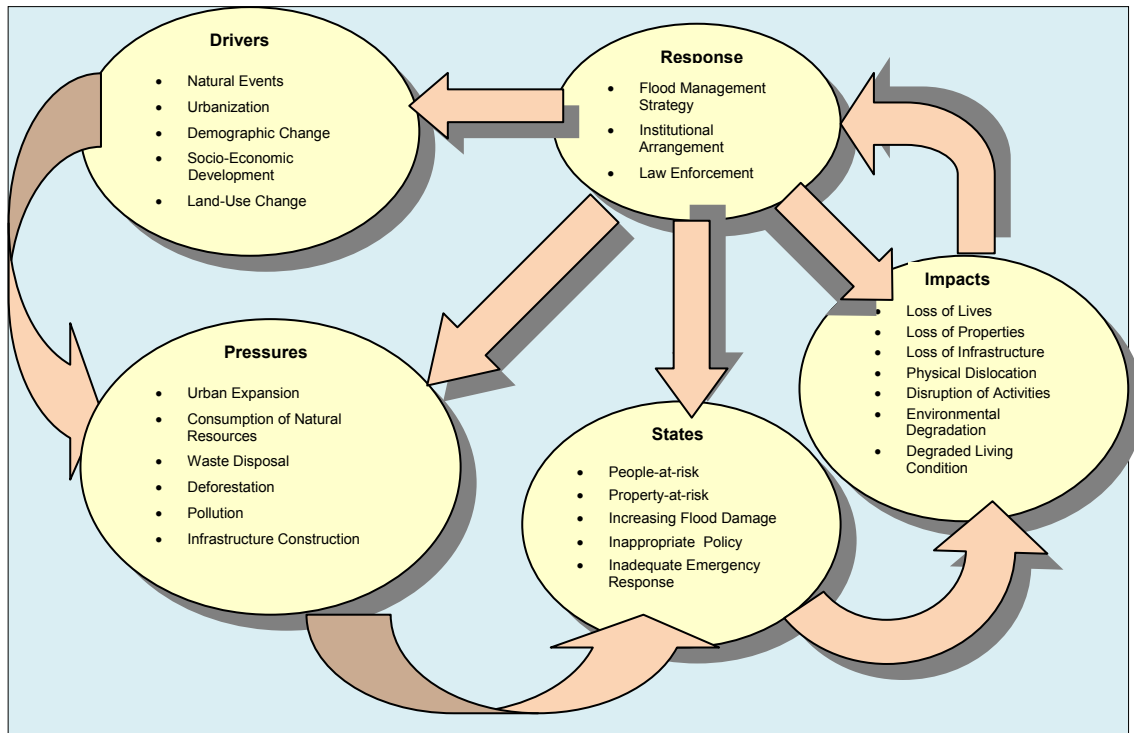 Drivers
• Natural Events
• Urbanization
• Demographic Change
• Socio-Economic
Development
• Land-Use Change
Response
• Flood Management
Strategy
• Institutional
Arrangement
• Law Enforcement
Impacts
• Loss of Lives
• Loss of Properties
• Loss of Infrastructure
• Physical Dislocation
• Disruption of Activities
• Environmental
Degradation
• Degraded Living
Condition
Pressures
• Urban Expansion
• Consumption of Natural
Resources
• Waste Disposal
• Deforestation
• Pollution
• Infrastructure Construction
States
• People-at-risk
• Property-at-risk
• Increasing Flood Damage
• Inappropriate Policy
• Inadequate Emergency
Response